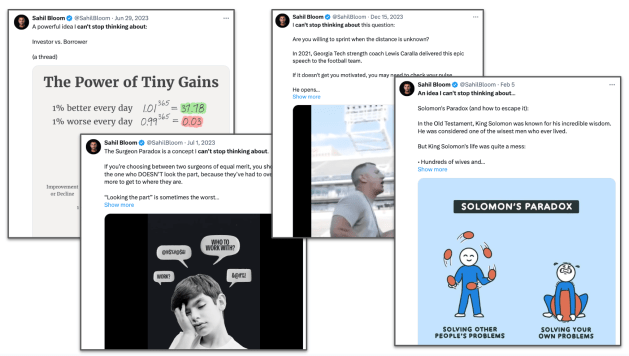 Sahil Bloom @SahilBloom · Jun 29, 2023
A powerful idea I can't stop thinking about:
Investor vs. Borrower
(a thread)
The Power of Tiny Gains
1% better every day 1.01^365 = 37.78
1% worse every day 0.99^365 = 0.03
Improvement
or Decline
Sahil Bloom @SahilBloom · Jul 1, 2023
The Surgeon Paradox is a concept I can't stop thinking about.
If you're choosing between two surgeons of equal merit, you sho
the one who DOESN'T look the part, because they've had to ove
more to get to where they are.
"Looking the part" is sometimes the worst...
Show more
@#$%!@$#
WHO TO
WORK WITH?
WORK?
Sahil Bloom @SahilBloom · Dec 15, 2023
I can't stop thinking about this question:
Are you willing to sprint when the distance is unknown?
In 2021, Georgia Tech strength coach Lewis Caralla delivered this epic
speech to the football team.
If it doesn't get you motivated, you may need to check your pulse.
He opens...
Show more
Sahil Bloom @SahilBloom · Feb 5
An idea I can't stop thinking about...
Solomon's Paradox (and how to escape it):
In the Old Testament, King Solomon was known for his incredible wisdom.
He was considered one of the wisest men who ever lived.
But King Solomon's life was quite a mess:
• Hundreds of wives and...
Show more
SOLOMON'S PARADOX
SOLVING OTHER
PEOPLE'S PROBLEMS
SOLVING YOUR
OWN PROBLEMS